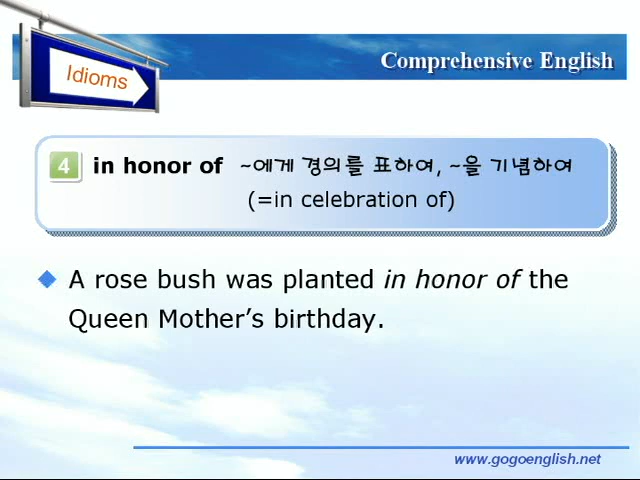 Idioms
Comprehensive English
4 in honor of ~에게 경의를 표하여, ~을 기념하여
(=in celebration of)
A rose bush was planted in honor of the
Queen Mother's birthday.
www.gogoenglish.net